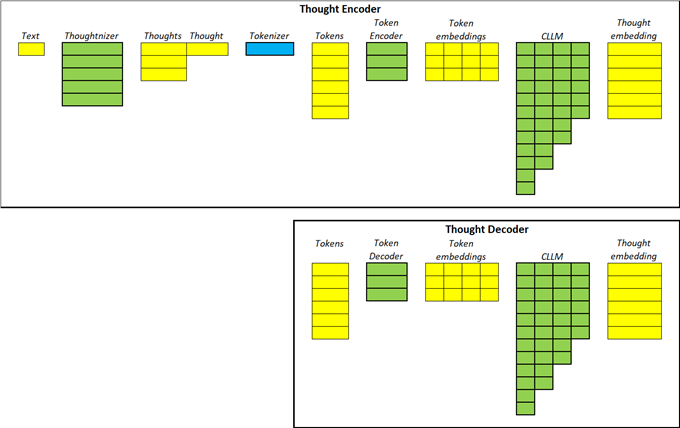 Thought Encoder
Text
Thoughtnizer
Thoughts
Thought
Tokenizer
Tokens
Token
Encoder
Token
embeddings
CLLM
Thought
embedding
Thought Decoder
Tokens
Token
Decoder
Token
embeddings
CLLM
Thought
embedding